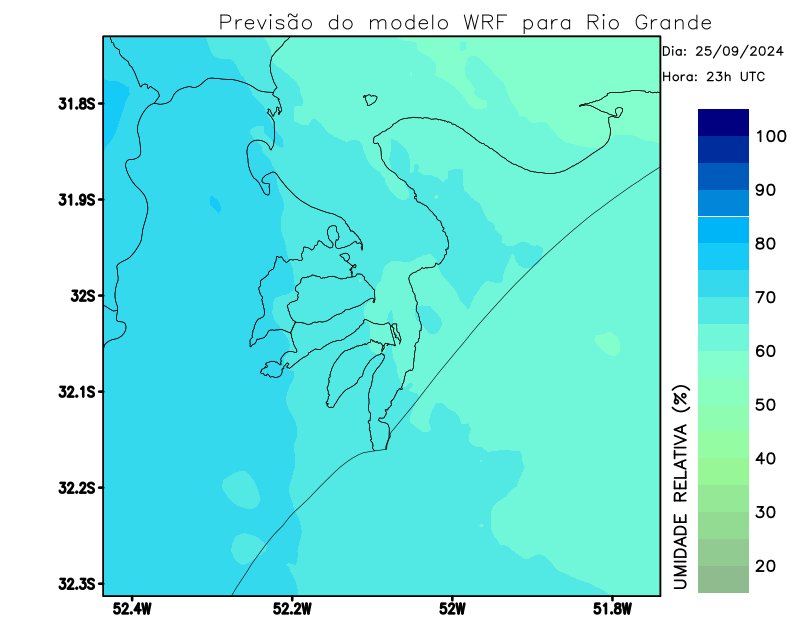 Previsão do modelo WRF para Rio Grande
Dia: 25/09/2024
Hora: 23h UTC
31.8S
31.9S
32S
32.1S
32.2S
32.3S
52.4W
52.2W
52W
51.8W
UMIDADE RELATIVA (%)
100
90
80
70
60
50
40
30
20